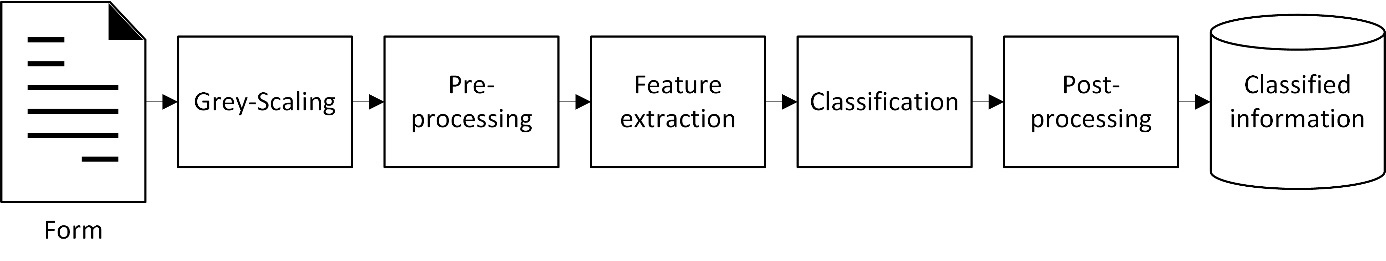 Form
Grey-Scaling
Pre-
processing
Feature
extraction
Classification
Post-
processing
Classified
information